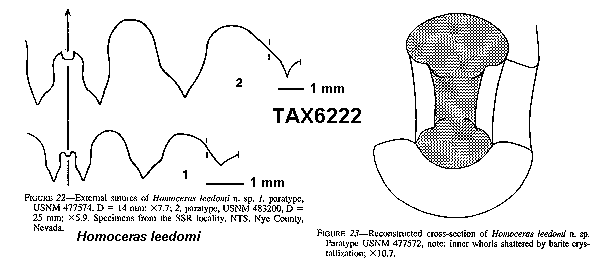 2
1 mm
TAX6222
1
1 mm
FIGURE 22—External sutures of Homoceras leedomi n. sp. 1, paratype,
USNM 477574, D = 14 mm; ×7.7; 2, paratype, USNM 483200, D =
25 mm; ×5.9. Specimens from the SSR locality, NTS, Nye County,
Nevada.
Homoceras leedomi
FIGURE 23—Reconstructed cross-section of Homoceras leedomi n. sp.
Paratype USNM 477572, note: inner whorls shattered by barite crys-
tallization; ×10.7.